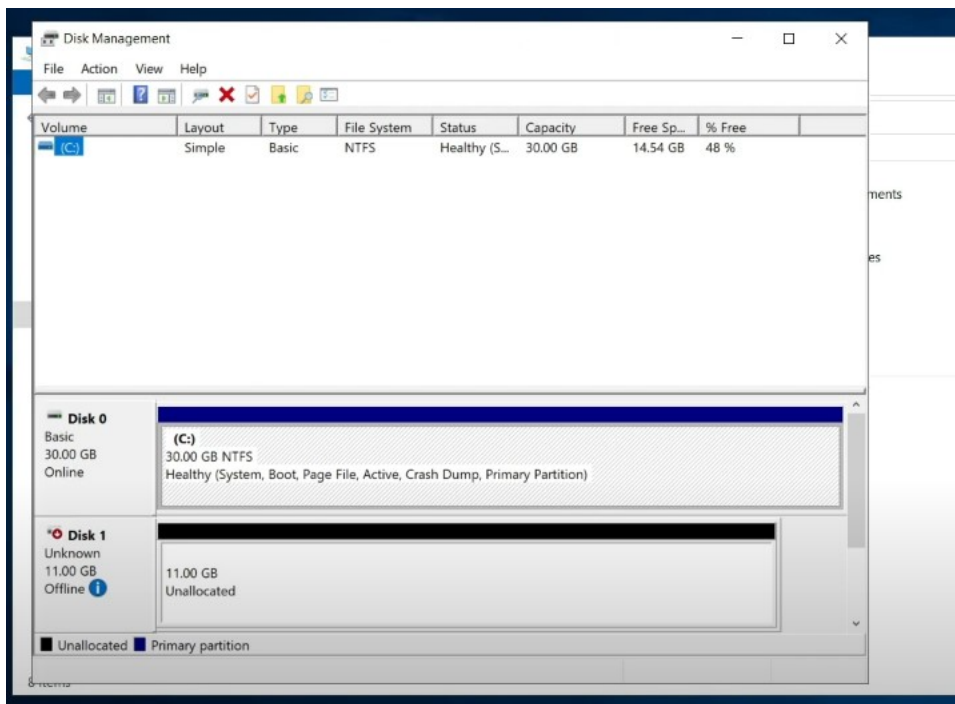 Disk Management
File Action View Help
Volume Layout Type File System Status Capacity Free Sp... % Free
(C:) Simple Basic NTFS Healthy (S... 30.00 GB 14.54 GB 48 %
ments
es
Disk 0
Basic
30.00 GB
Online
(C:)
30.00 GB NTFS
Healthy (System, Boot, Page File, Active, Crash Dump, Primary Partition)
Disk 1
Unknown
11.00 GB
Offline
11.00 GB
Unallocated
Unallocated Primary partition
8 items